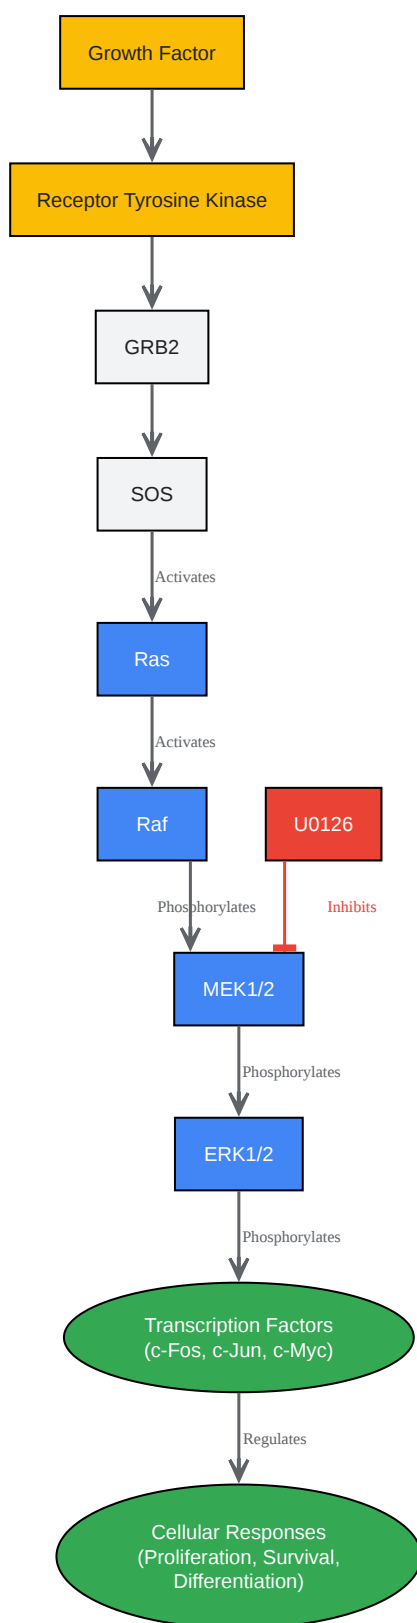 Growth Factor
Receptor Tyrosine Kinase
GRB2
SOS
Activates
Ras
Activates
Raf
U0126
Phosphorylates
Inhibits
MEK1/2
Phosphorylates
ERK1/2
Phosphorylates
Transcription Factors
(c-Fos, c-Jun, c-Myc)
Regulates
Cellular Responses
(Proliferation, Survival,
Differentiation)